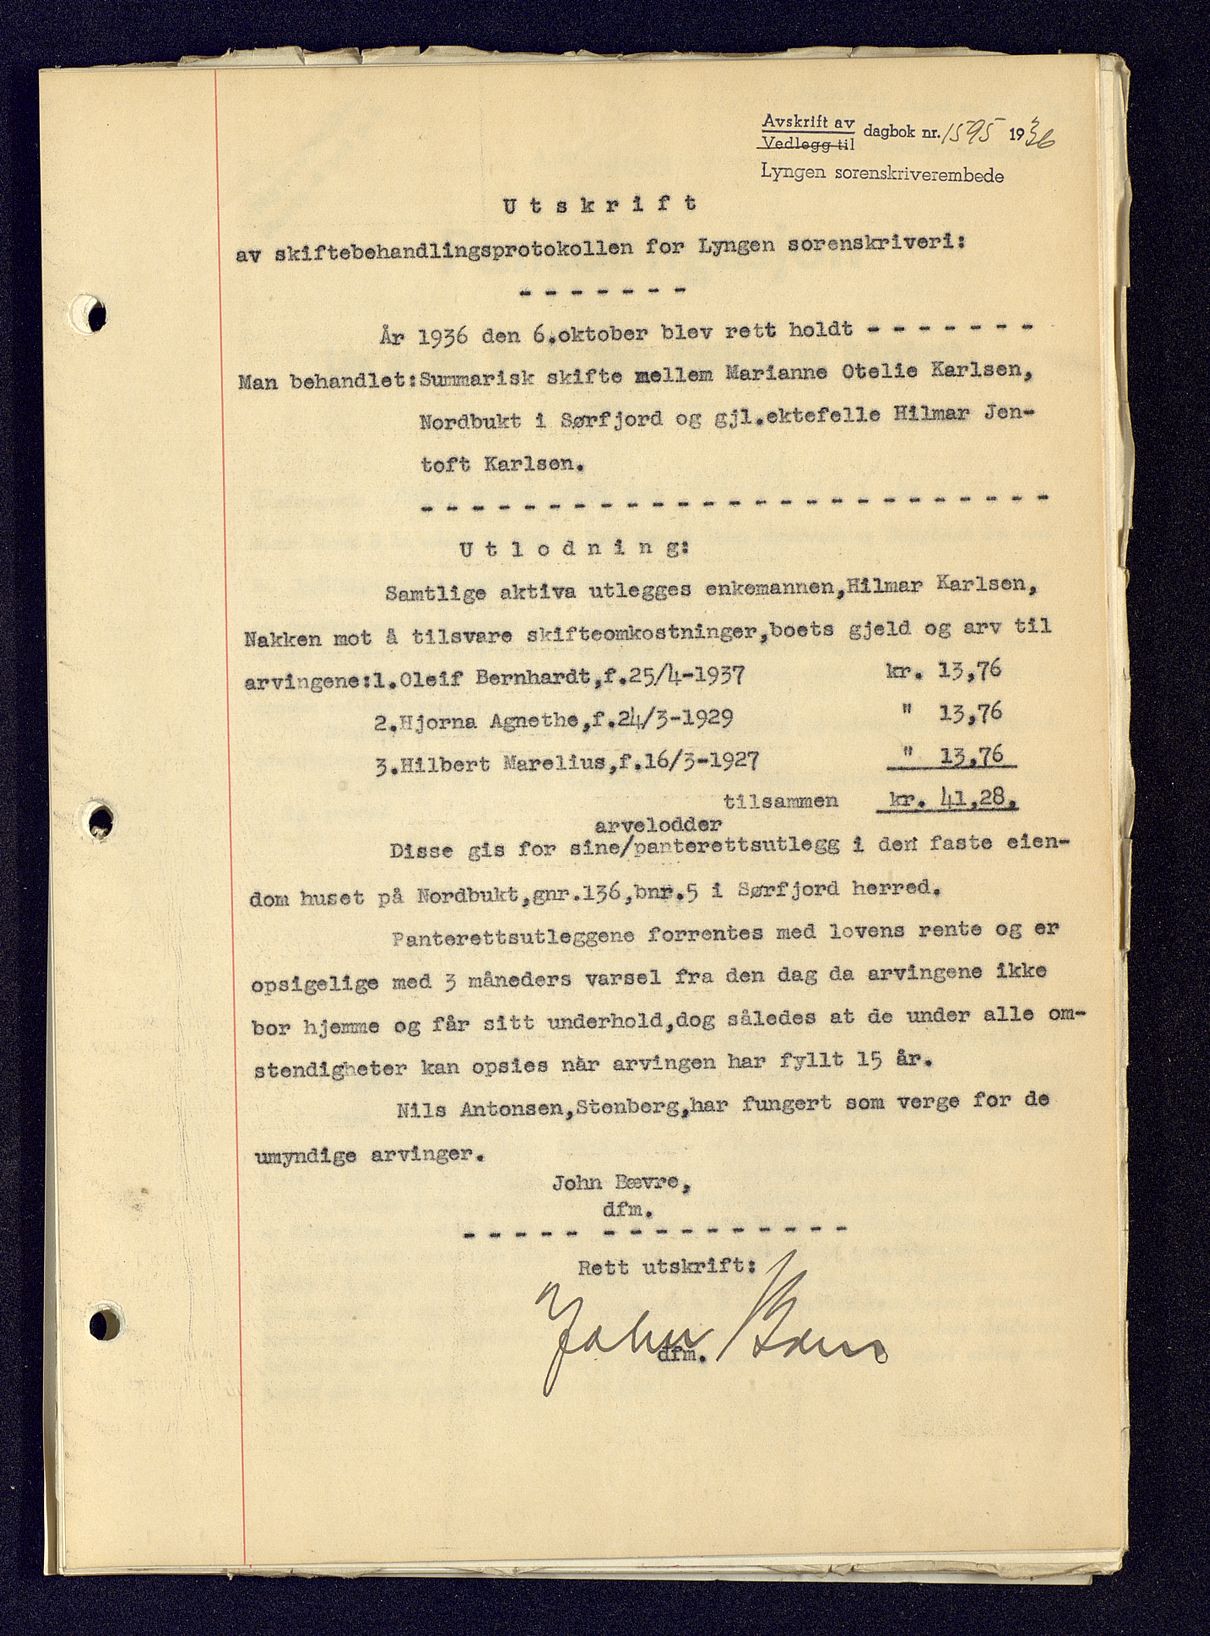 Avskrift av
Vedlegg til
dagbok nr. 1595 1936
Lyngen sorenskriverembede
U t s k r i f t
av skiftebehandlingsprotokollen for Lyngen sorenskriveri:
- - - - - - -
År 1936 den 6.oktober blev rett holdt - - - - - - -
Man behandlet:Summarisk skifte mellem Marianne Otelie Karlsen,
Nordbukt i Sørfjord og gjl.ektefelle Hilmar Jen-
toft Karlsen.
- - - - - - - - - - - - - - - - - - - - - - - - -
U t l o d n i n g:
Samtlige aktiva utlegges enkemannen,Hilmar Karlsen,
Nakken mot å tilsvare skifteomkostninger,boets gjeld og arv til
arvingene:1.Oleif Bernhardt,f.25/4-1937 kr. 13,76
2.Hjorna Agnethe,f.24/3-1929 " 13,76
3.Hilbert Marelius,f.16/3-1927 " 13,76
tilsammen kr. 41,28.
arvelodder
Disse gis for sine/panterettsutlegg i den faste eien-
dom huset på Nordbukt,gnr.136,bnr.5 i Sørfjord herred.
Panterettsutleggene forrentes med lovens rente og er
opsigelige med 3 måneders varsel fra den dag da arvingene ikke
bor hjemme og får sitt underhold,dog således at de under alle om-
stendigheter kan opsies når arvingen har fyllt 15 år.
Nils Antonsen,Stenberg,har fungert som verge for de
umyndige arvinger.
John Bævre,
dfm.
- - - - - - - - - - - - - - -
Rett utskrift:
John Bævre
dfm.